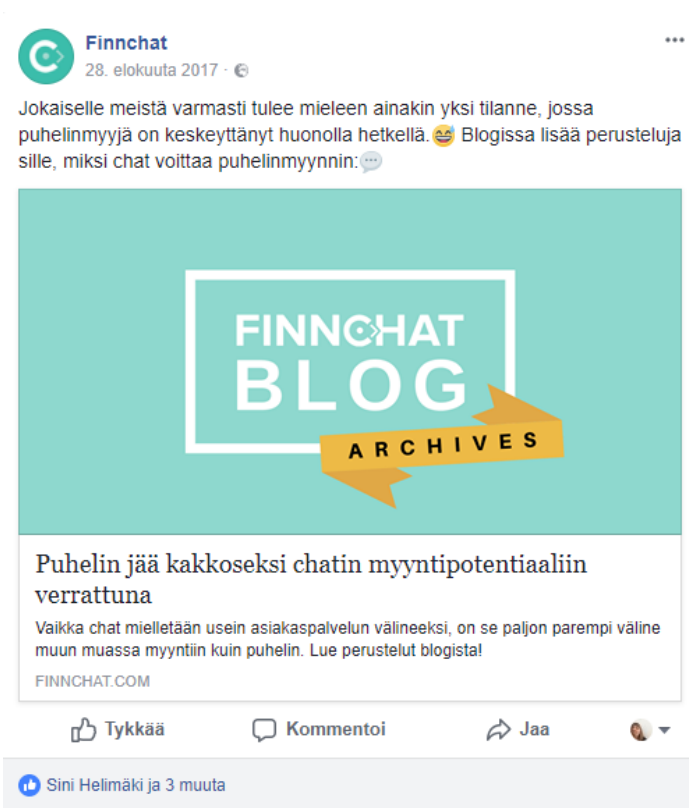 Finnchat
28. elokuuta 2017 ·
Jokaiselle meistä varmasti tulee mieleen ainakin yksi tilanne, jossa
puhelinmyyjä on keskeyttänyt huonolla hetkellä.😅 Blogissa lisää perusteluja
sille, miksi chat voittaa puhelinmyynnin:💬
FINNCHAT
BLOG
ARCHIVES
Puhelin jää kakkoseksi chatin myyntipotentiaaliin
verrattuna
Vaikka chat mielletään usein asiakaspalvelun välineeksi, on se paljon parempi väline
muun muassa myyntiin kuin puhelin. Lue perustelut blogista!
FINNCHAT.COM
Tykkää Kommentoi Jaa
Sini Helimäki ja 3 muuta